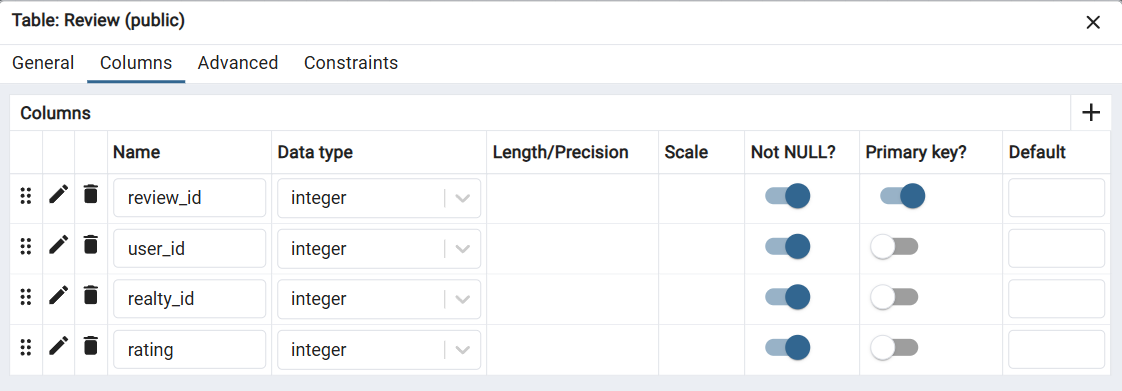 Table: Review (public)
General Columns Advanced Constraints
Columns
Name Data type Length/Precision Scale Not NULL? Primary key? Default
review_id integer
user_id integer
realty_id integer
rating integer